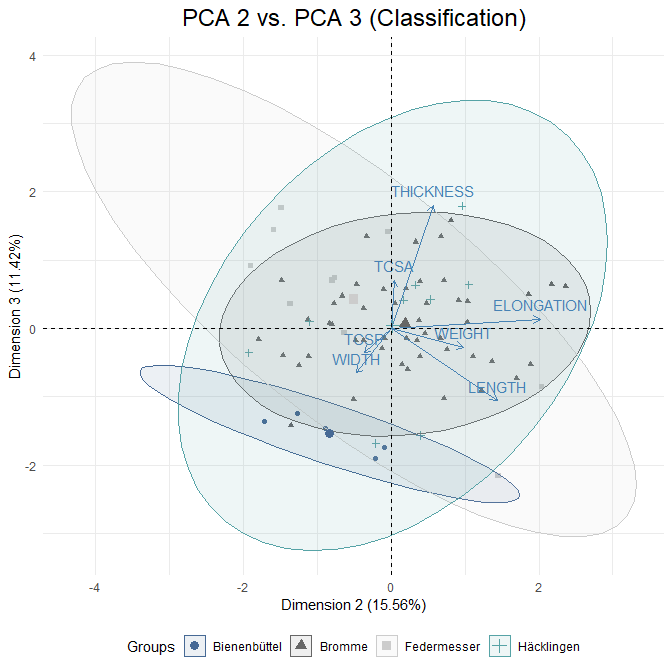 PCA 2 vs. PCA 3 (Classification)
4
2
0
-2
Dimension 3 (11.42%)
THICKNESS
TCSA
ELONGATION
WEIGHT
TOSP
WIDTH
LENGTH
-4
-2
0
2
Dimension 2 (15.56%)
Groups Bienenbüttel Bromme Federmesser Häcklingen